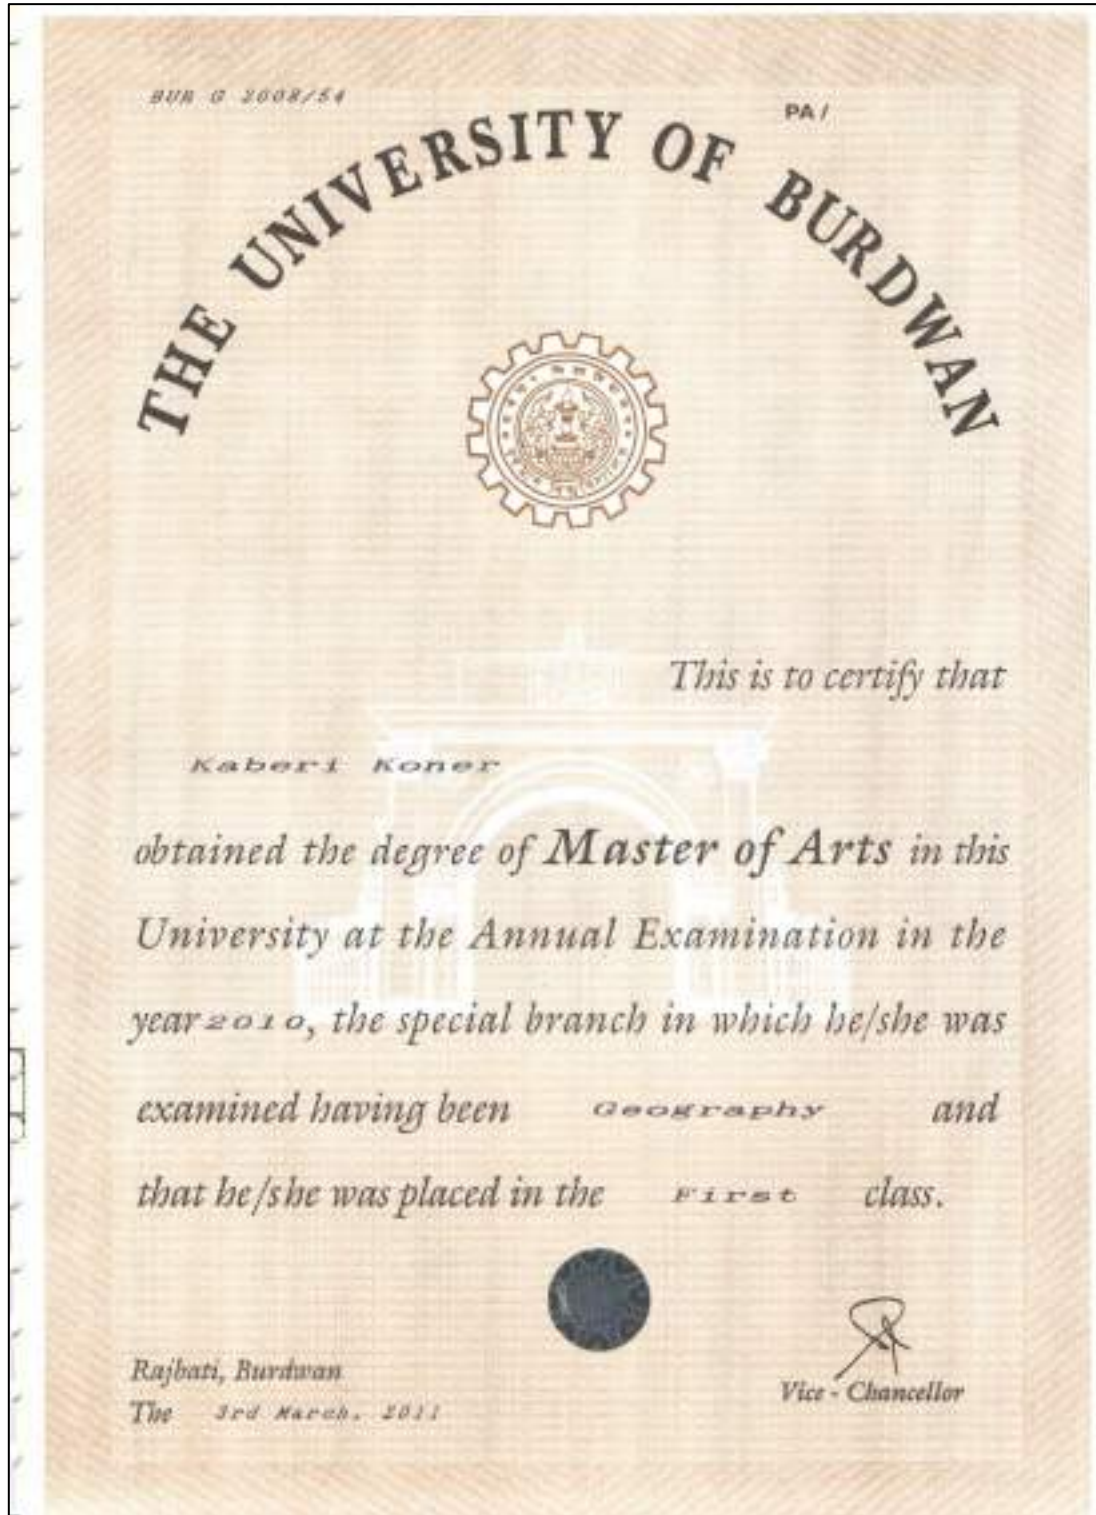 BUR G 2008/54
PA /
THE UNIVERSITY OF BURDWAN
This is to certify that
Kaberi Koner
obtained the degree of Master of Arts in this
University at the Annual Examination in the
year 2010, the special branch in which he/she was
examined having been Geography and
that he/she was placed in the First class.
Rajbati, Burdwan
The 3rd March, 2011
Vice - Chancellor